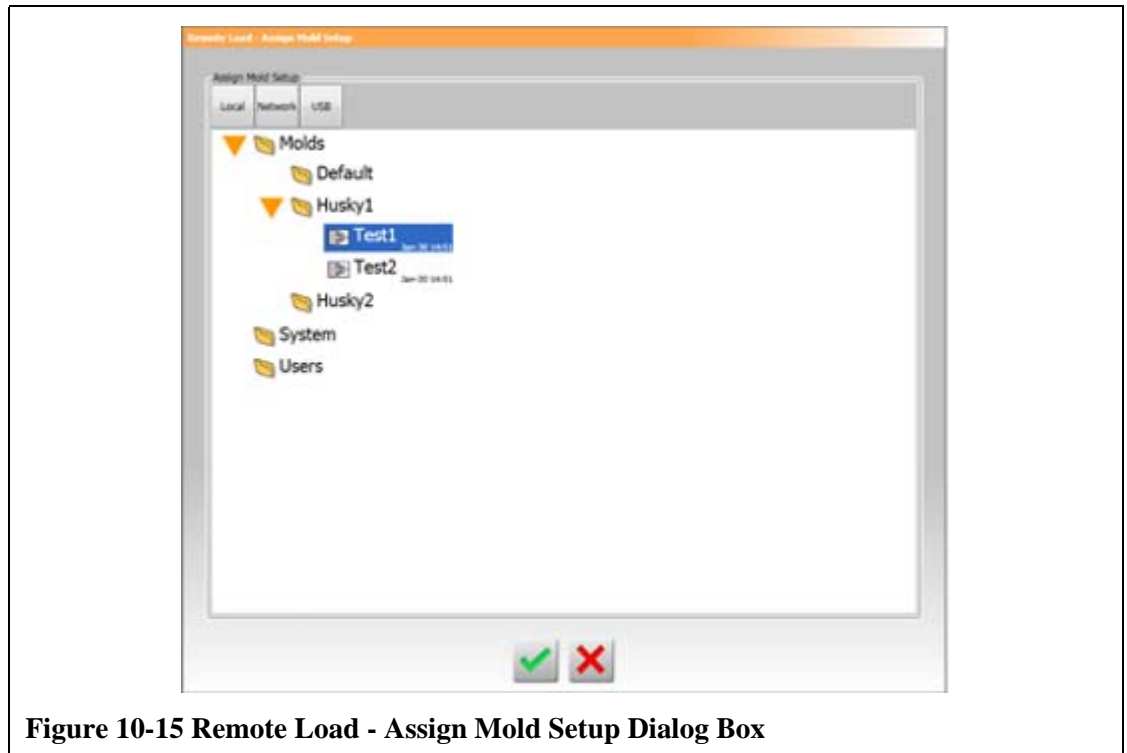 Remote Load - Assign Mold Setup
Assign Mold Setup
Local Network USB
Molds
Default
Husky1
Test1
Test2
Husky2
System
Users
Figure 10-15 Remote Load - Assign Mold Setup Dialog Box